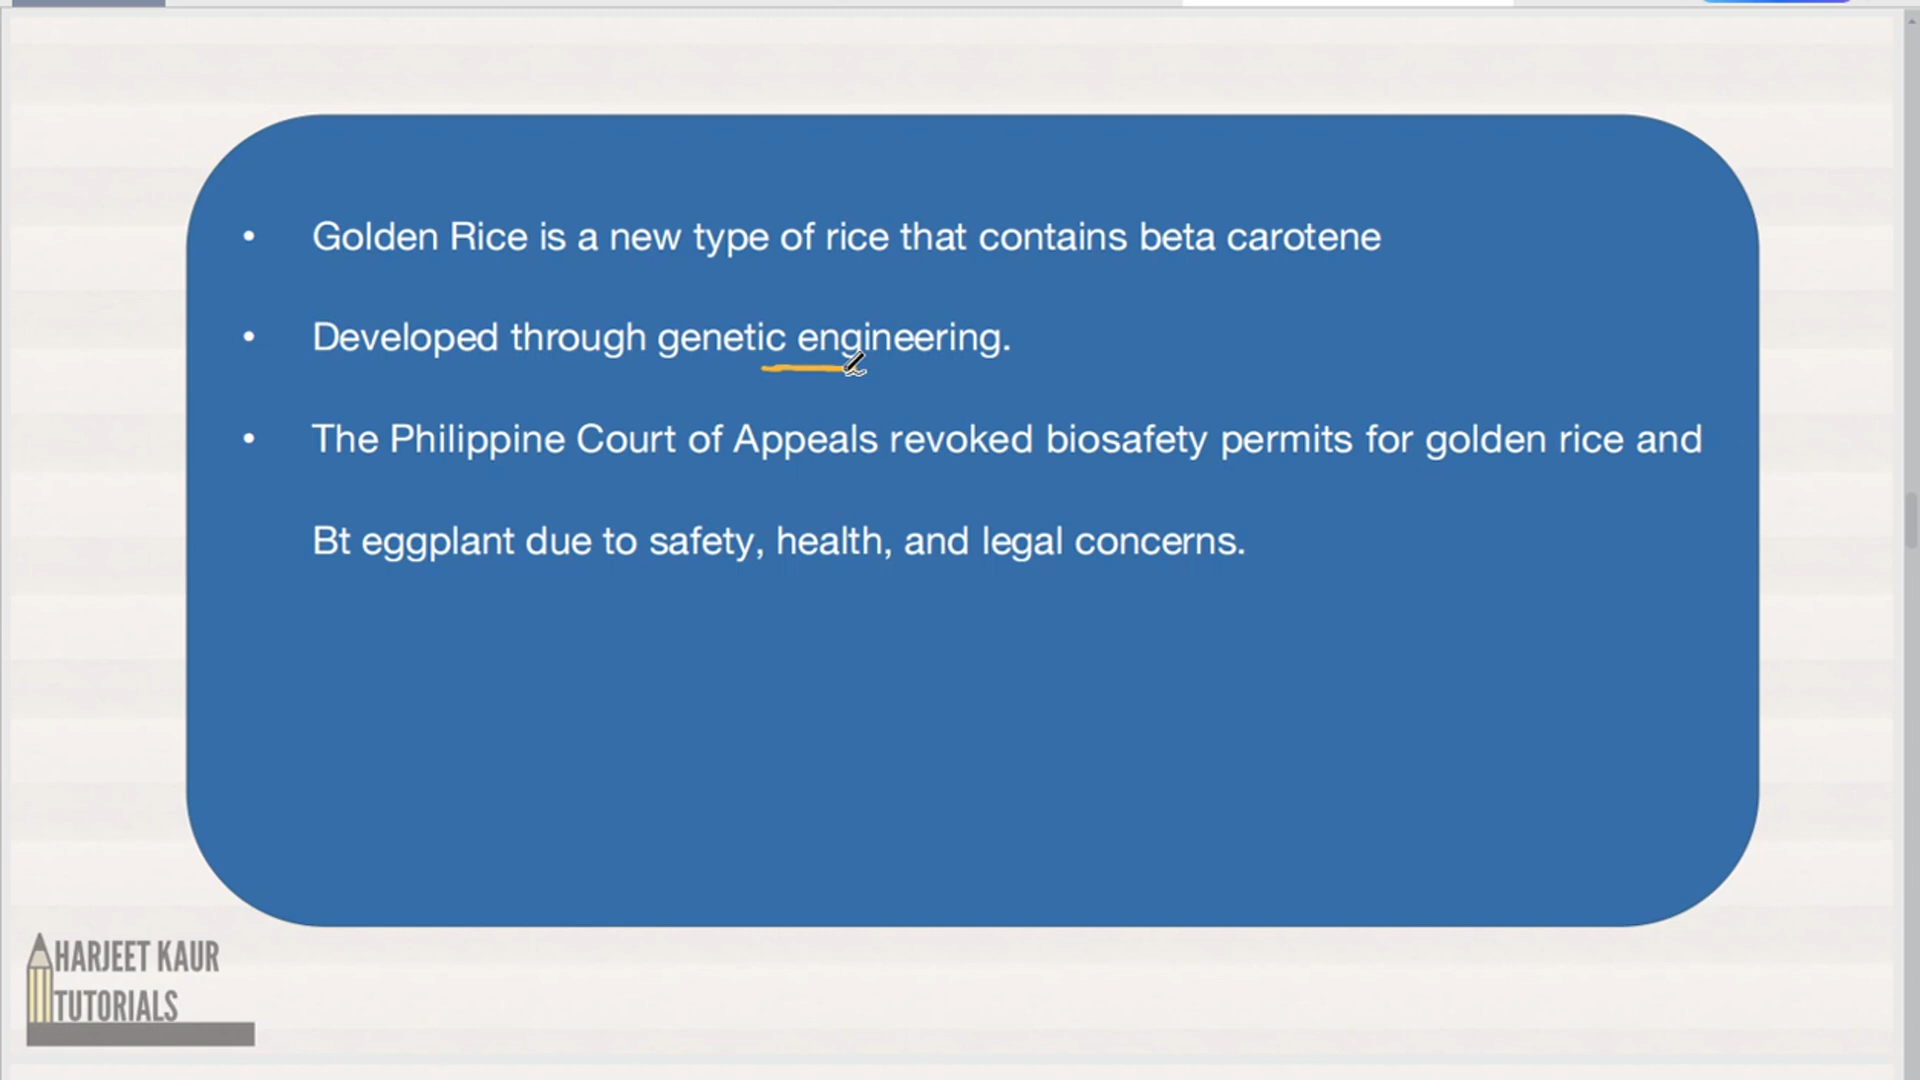 • Golden Rice is a new type of rice that contains beta carotene
• Developed through genetic engineering.
• The Philippine Court of Appeals revoked biosafety permits for golden rice and
Bt eggplant due to safety, health, and legal concerns.
HARJEET KAUR
TUTORIALS